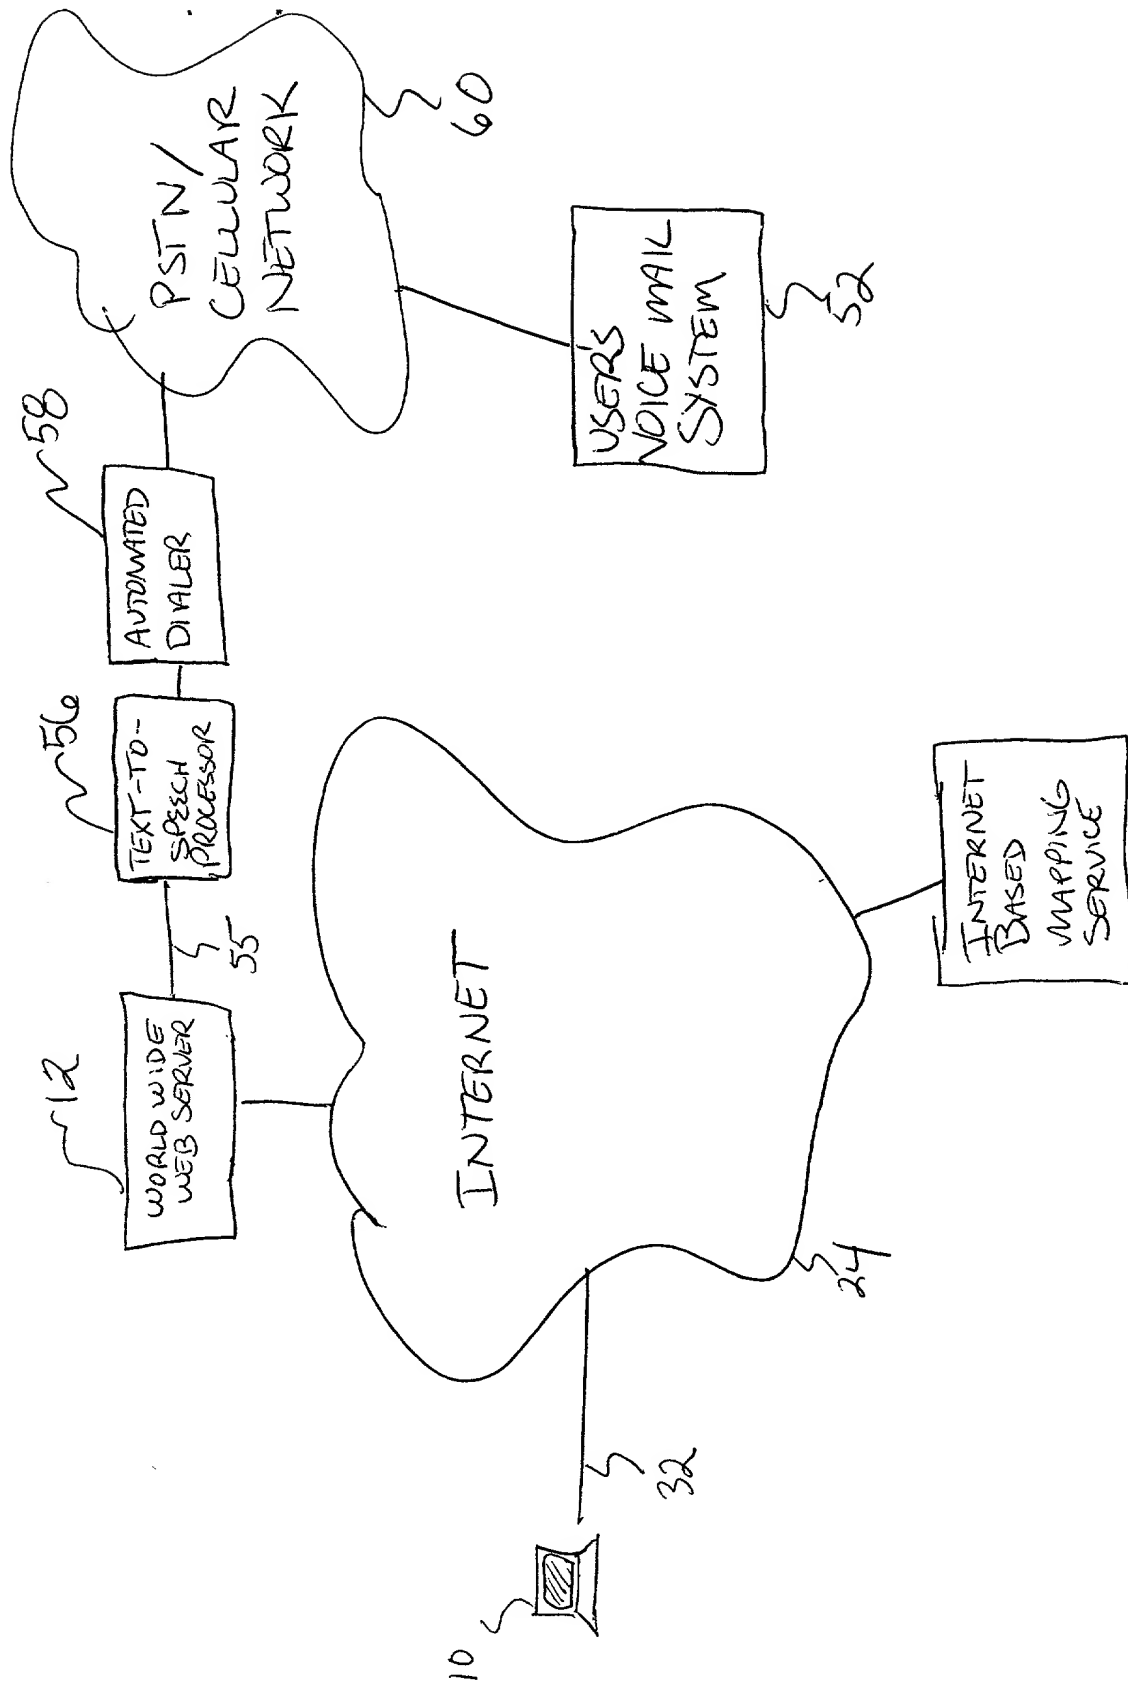 12
WORLD WIDE
WEB SERVER
55
56
TEXT-TO-
SPEECH
PROCESSOR
58
AUTOMATED
DIALER
PSTN/
CELLULAR
NETWORK
60
USERS
VOICE MAIL
SYSTEM
52
INTERNET
24
10
32
INTERNET
BASED
MAPPING
SERVICE